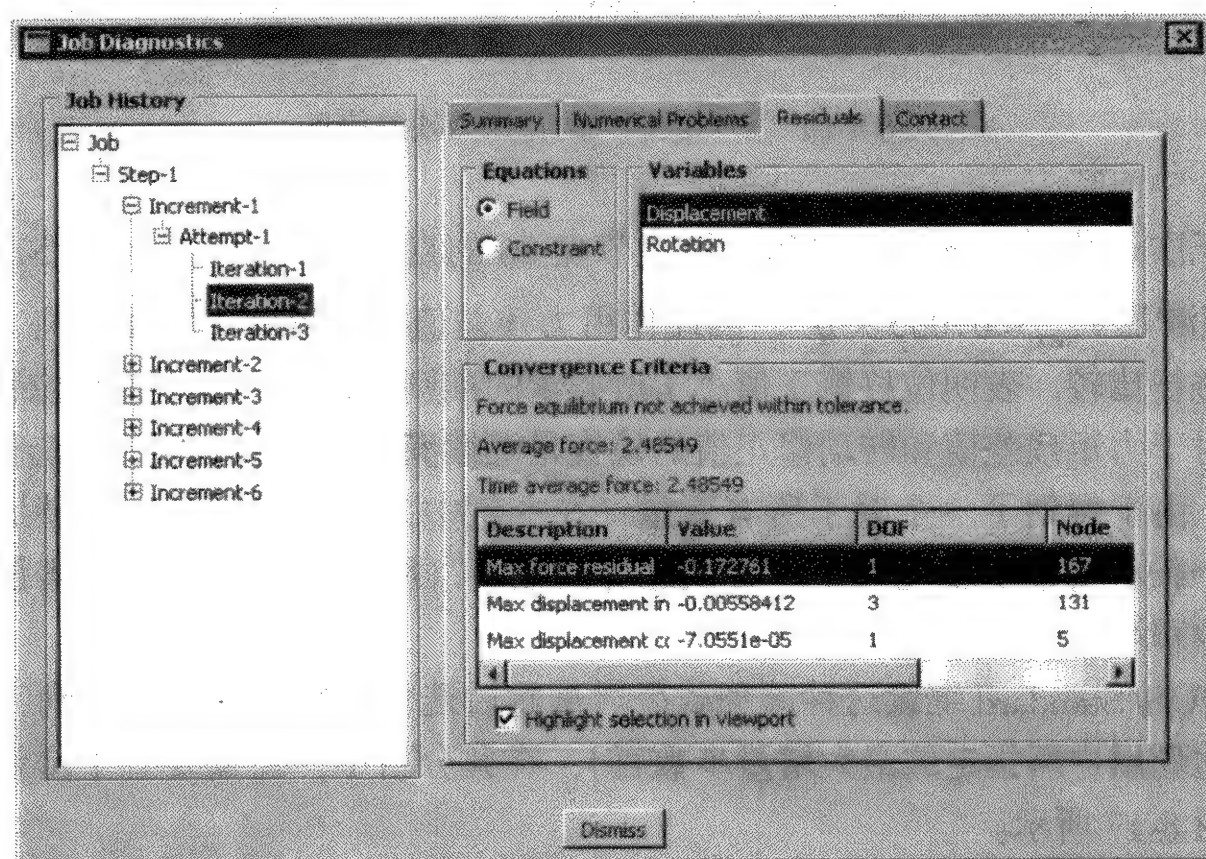 Job Diagnostics
Job History
Job
Step-1
Increment-1
Attempt-1
Iteration-1
Iteration-2
Iteration-3
Increment-2
Increment-3
Increment-4
Increment-5
Increment-6
Summary Numerical Problems Residuals Contact
Equations
Field
Constraint
Variables
Displacement
Rotation
Convergence Criteria
Force equilibrium not achieved within tolerance.
Average force: 2.48549
Time average force: 2.48549
Description Value DOF Node
Max force residual -0.172761 1 167
Max displacement in -0.00558412 3 131
Max displacement cc -7.0551e-05 1 5
Highlight selection in viewport
Dismiss